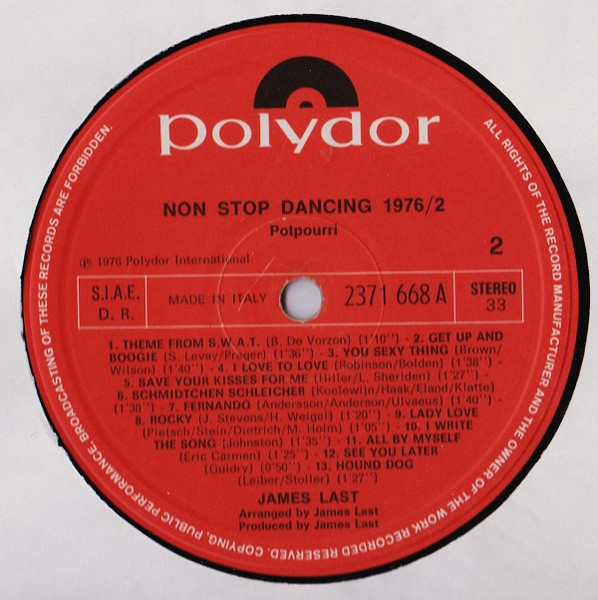 polydor
NON STOP DANCING 1976/2
Potpourri
2
℗ 1976 Polydor International
S.I.A.E.
D. R.
MADE IN ITALY
2371 668 A
STEREO
33
1. THEME FROM S.W.A.T. (B. De Vorzon) (1'10'') - 2. GET UP AND
BOOGIE (S. Levay/Prager) (1'36'') - 3. YOU SEXY THING (Brown/
Wilson) (1'40'') - 4. I LOVE TO LOVE (Robinson/Bolden) (1'38'') -
5. SAVE YOUR KISSES FOR ME (Hiller/L. Sheriden) (1'27'') -
6. SCHMIDTCHEN SCHLEICHER (Koelewijn/Haak/Eland/Klatte)
(1'38'') - 7. FERNANDO (Andersson/Anderson/Ulvaeus) (1'40'') -
8. ROCKY (J. Stevens/H. Weigel) (1'20'') - 9. LADY LOVE
(Pietsch/Stein/Dietrich/M. Holm) (1'05'') - 10. I WRITE
THE SONG (Johnston) (1'35'') - 11. ALL BY MYSELF
(Eric Carmen) (1'25'') - 12. SEE YOU LATER
(Guidry) (0'50'') - 13. HOUND DOG
(Leiber/Stoller) (1'27'')
JAMES LAST
Arranged by James Last
Produced by James Last
ALL RIGHTS OF THE RECORD MANUFACTURER AND THE OWNER OF THE WORK RECORDED RESERVED. COPYING, PUBLIC PERFORMANCE, BROADCASTING OF THESE RECORDS ARE FORBIDDEN.